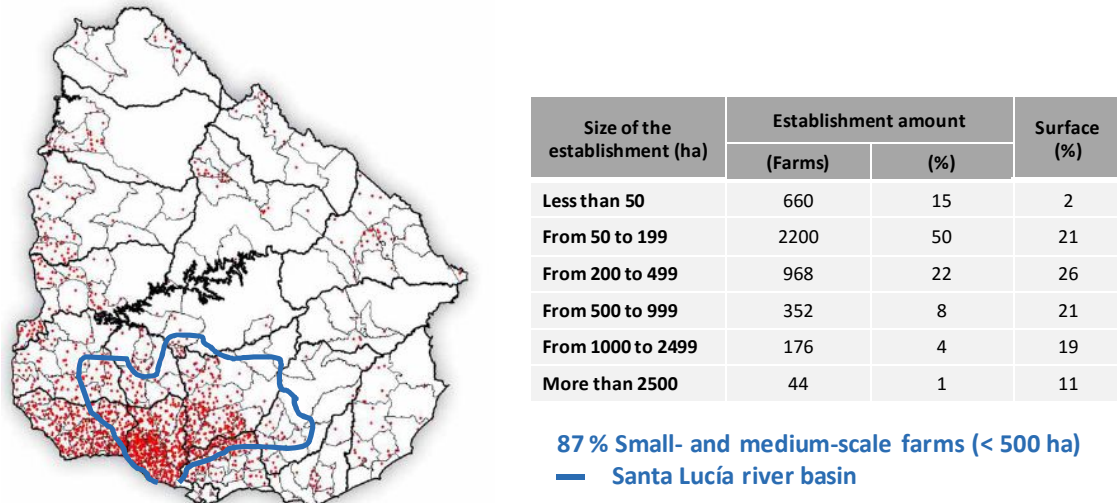 Size of the establishment (ha) Establishment amount Surface (%)
(Farms) (%)
Less than 50 660 15 2
From 50 to 199 2200 50 21
From 200 to 499 968 22 26
From 500 to 999 352 8 21
From 1000 to 2499 176 4 19
More than 2500 44 1 11
87 % Small- and medium-scale farms (< 500 ha)
Santa Lucía river basin